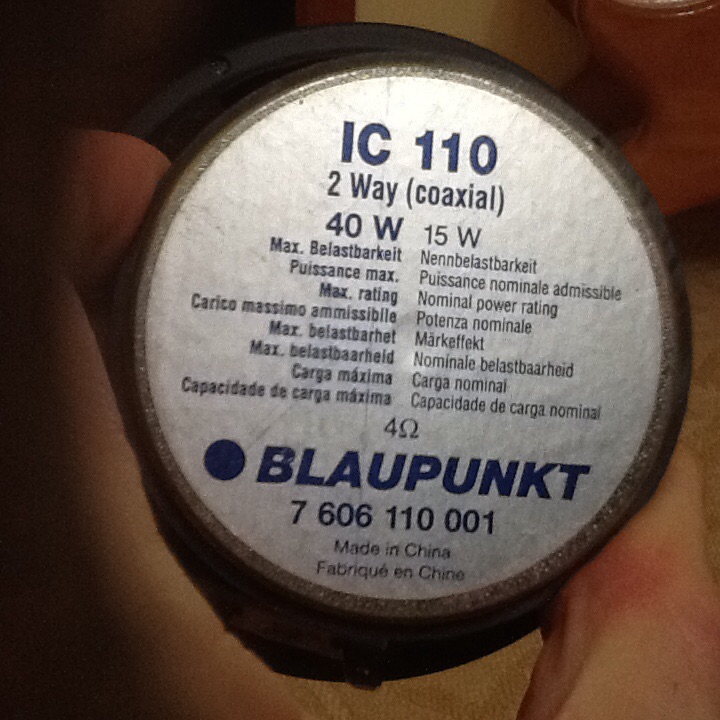 IC 110
2 Way (coaxial)
40 W 15 W
Max. Belastbarkeit Nennbelastbarkeit
Puissance max. Puissance nominale admissible
Max. rating Nominal power rating
Carico massimo ammissibile Potenza nominale
Max. belastbarhet Märkeffekt
Max. belastbaarheid Nominale belastbaarheid
Carga máxima Carga nominal
Capacidade de carga máxima Capacidade de carga nominal
4Ω
BLAUPUNKT
7 606 110 001
Made in China
Fabriqué en Chine